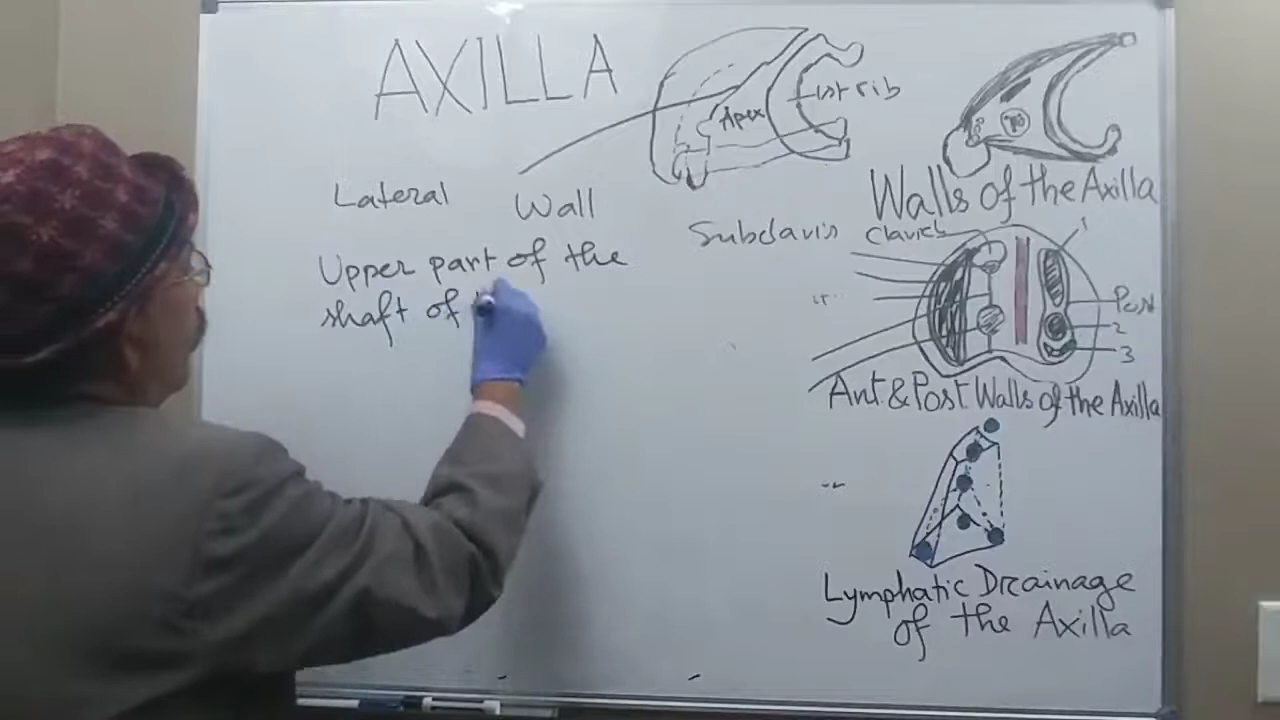 AXILLA
Apex
1st rib
Lateral Wall
Upper part of the
shaft of
Walls of the Axilla
Subclavis
Clavicle
1
Post
2
3
Ant & Post Walls of the Axilla
Lymphatic Drainage
of the Axilla